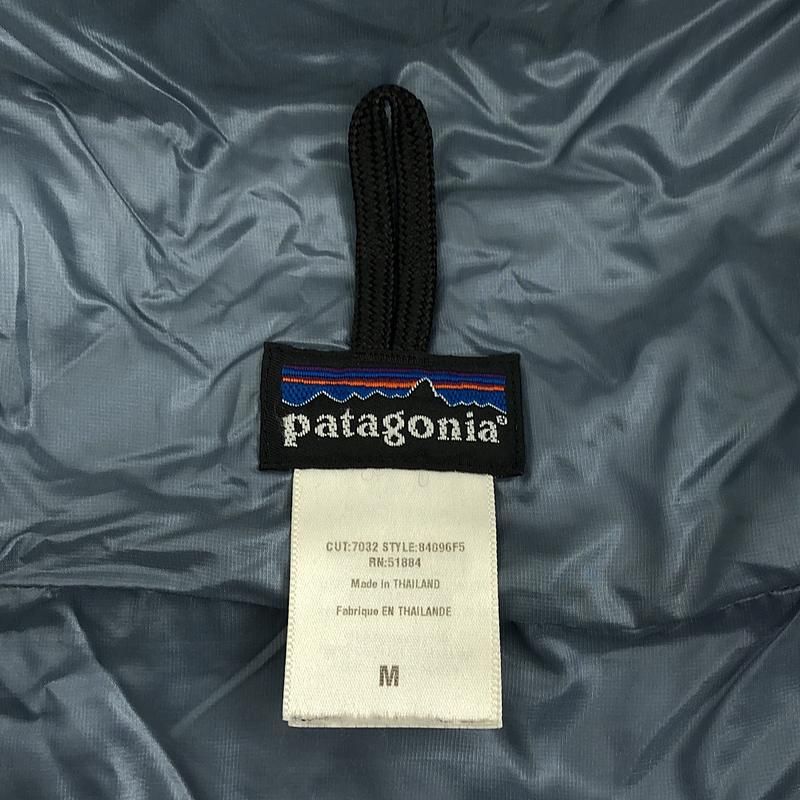 patagonia®
CUT:7032 STYLE:84096F5
RN:51884
Made in THAILAND
Fabrique EN THAILANDE
M